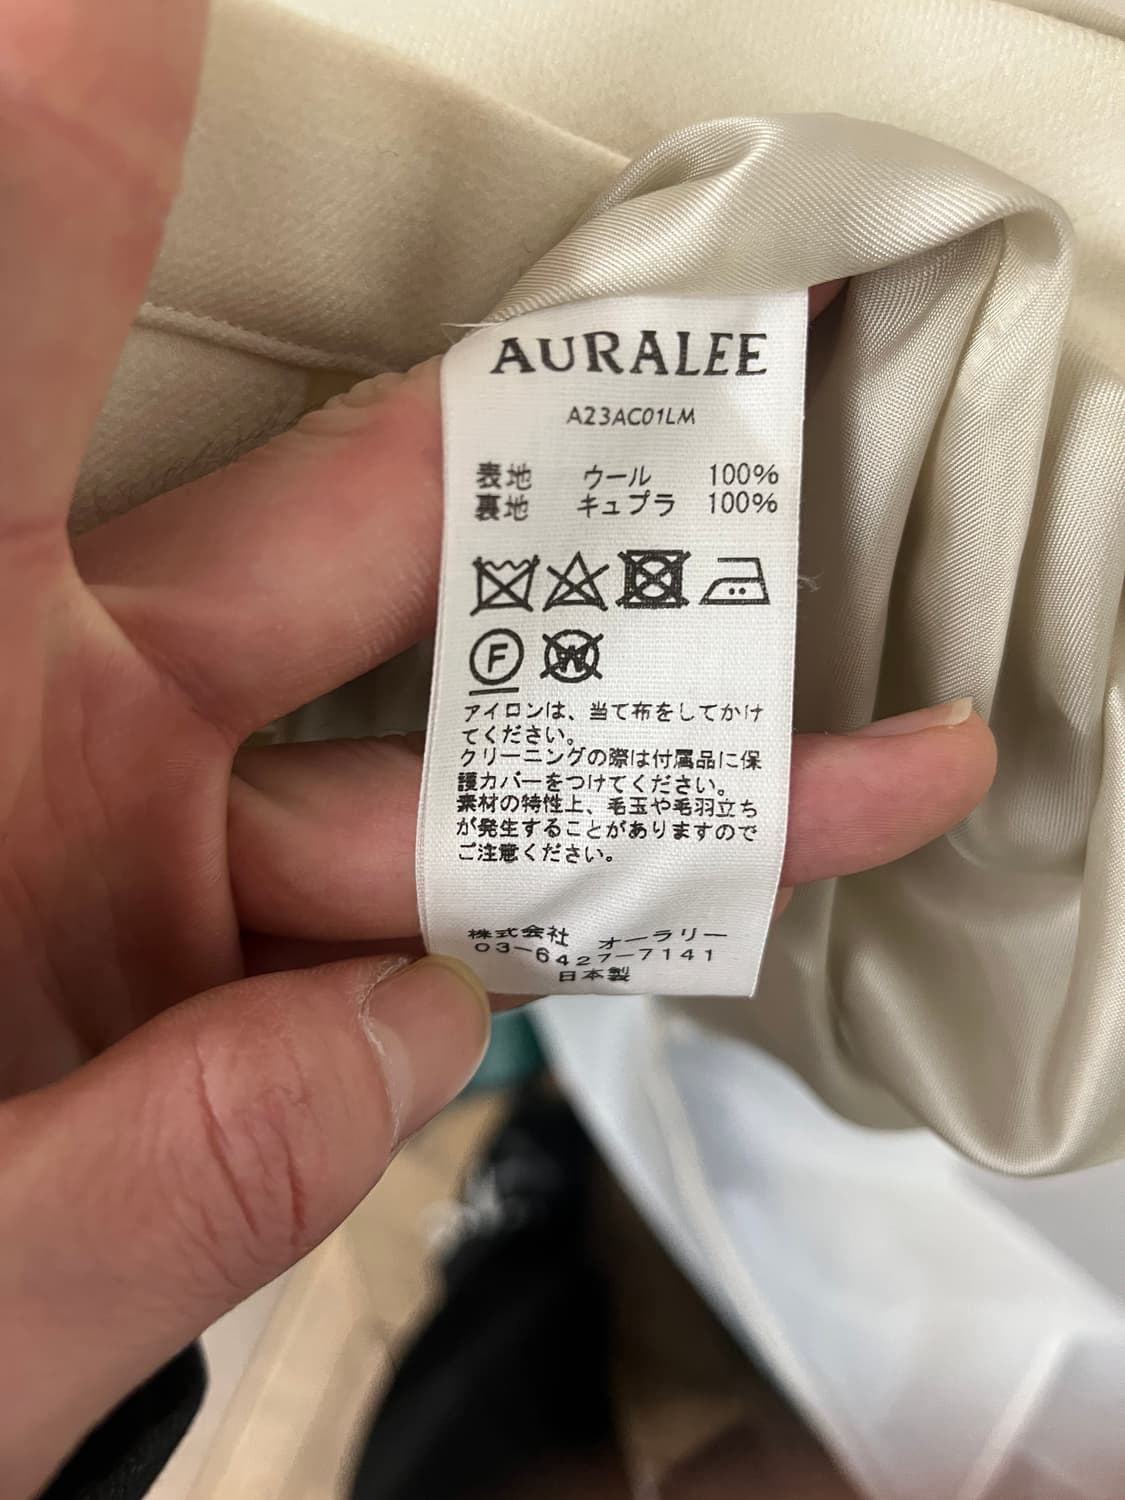 AURALEE
A23AC01LM
表地 ウール 100%
裏地 キュプラ 100%
F W
アイロンは、当て布をしてかけ
てください。
クリーニングの際は付属品に保
護カバーをつけてください。
素材の特性上、毛玉や毛羽立ち
が発生することがありますので
ご注意ください。
株式会社 オーラリー
03-6427-7141
日本製